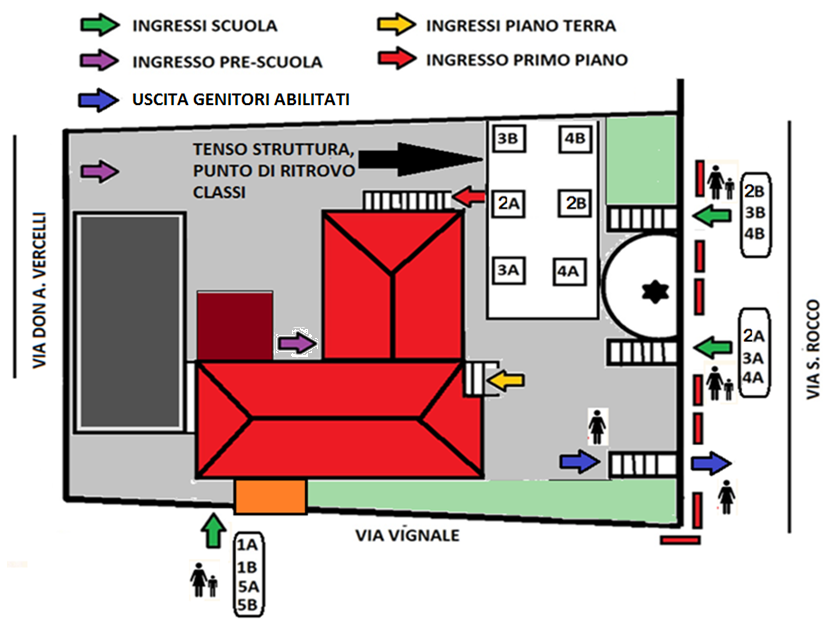 INGRESSI SCUOLA
INGRESSI PIANO TERRA
INGRESSO PRE-SCUOLA
INGRESSO PRIMO PIANO
USCITA GENITORI ABILITATI
TENSO STRUTTURA,
PUNTO DI RITROVO
CLASSI
3B
4B
2A
2B
3A
4A
2B
3B
4B
2A
3A
4A
VIA DON A. VERCELLI
VIA S. ROCCO
VIA VIGNALE
1A
1B
5A
5B